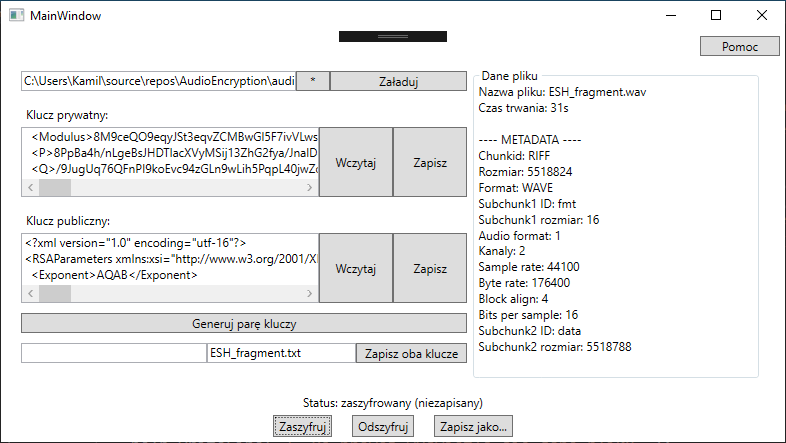 MainWindow
Pomoc
C:\Users\Kamil\source\repos\AudioEncryption\audi
*
Załaduj
Klucz prywatny:
<Modulus>8M9ceQO9eqyJSt3eqvZCMBwGl5F7ivVLws
<P>8PpBa4h/nLgeBsJHDTIacXVyMSij13ZhG2fya/JnaID
<Q>/9JugUq76QFnPI9koEvc94zGLn9wLih5PqpL40jwZc
Wczytaj
Zapisz
Klucz publiczny:
<?xml version="1.0" encoding="utf-16"?>
<RSAParameters xmlns:xsi="http://www.w3.org/2001/XI
<Exponent>AQAB</Exponent>
Wczytaj
Zapisz
Generuj parę kluczy
ESH_fragment.txt
Zapisz oba klucze
Dane pliku
Nazwa pliku: ESH_fragment.wav
Czas trwania: 31s
---- METADATA ----
Chunkid: RIFF
Rozmiar: 5518824
Format: WAVE
Subchunk1 ID: fmt
Subchunk1 rozmiar: 16
Audio format: 1
Kanały: 2
Sample rate: 44100
Byte rate: 176400
Block align: 4
Bits per sample: 16
Subchunk2 ID: data
Subchunk2 rozmiar: 5518788
Status: zaszyfrowany (niezapisany)
Zaszyfruj
Odszyfruj
Zapisz jako...